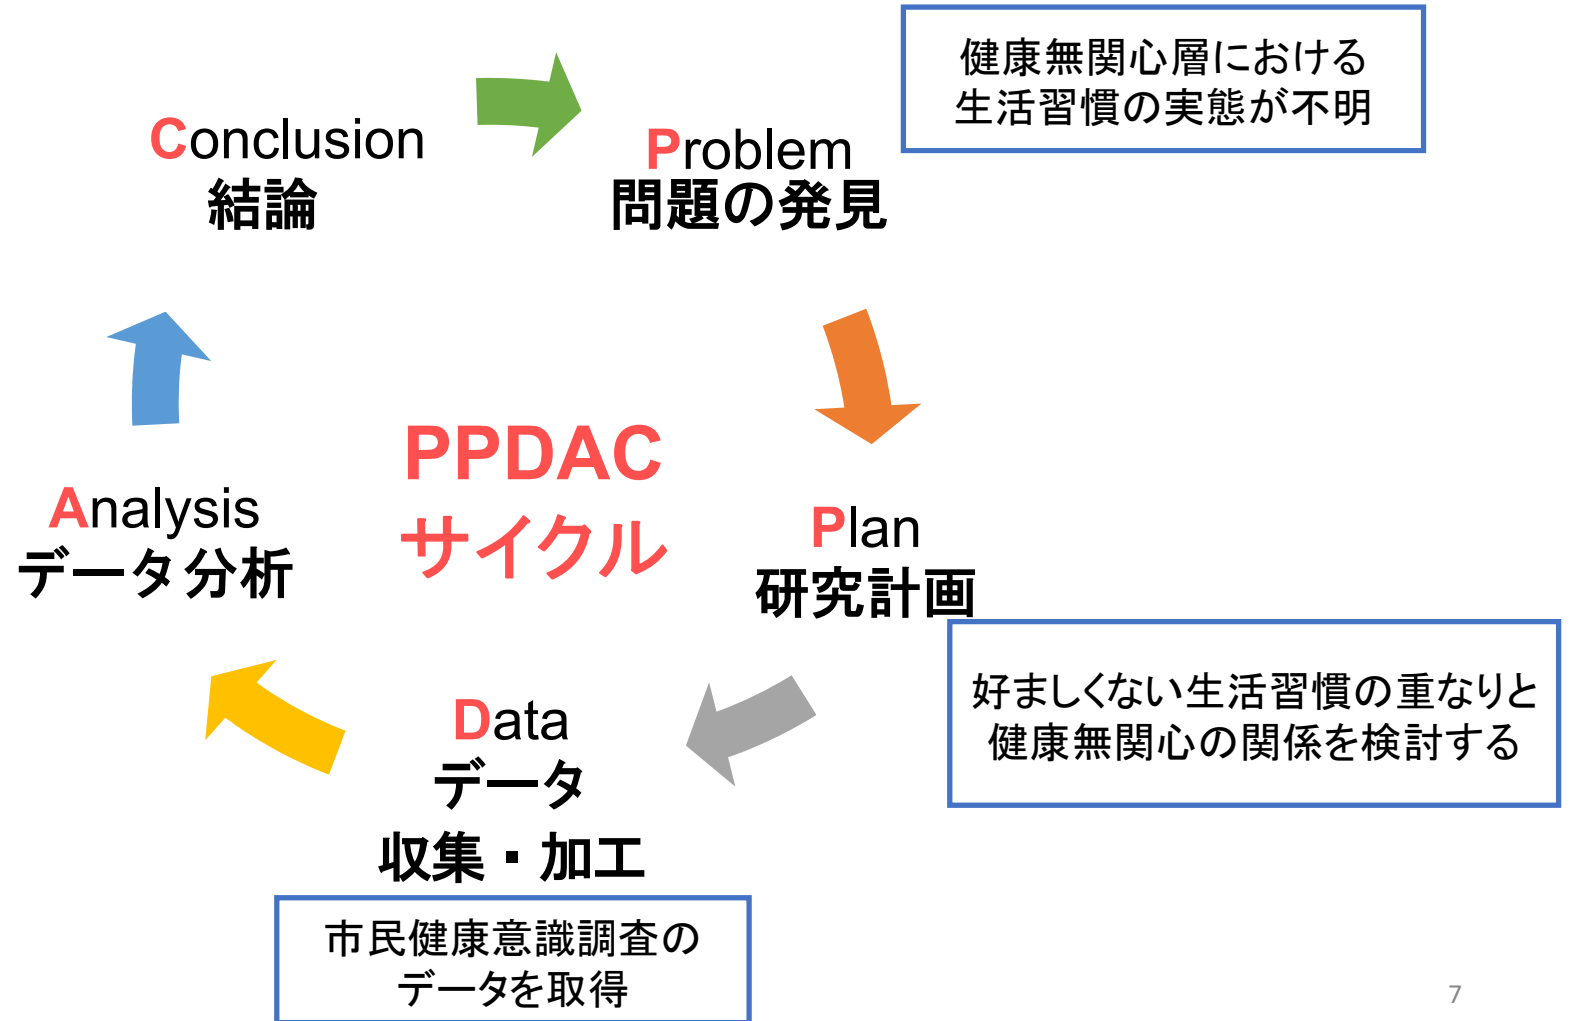 Conclusion
結論
Problem
問題の発見
健康無関心層における
生活習慣の実態が不明
PPDAC
サイクル
Analysis
データ分析
Plan
研究計画
好ましくない生活習慣の重なりと
健康無関心の関係を検討する
Data
データ
収集・加工
市民健康意識調査の
データを取得
7